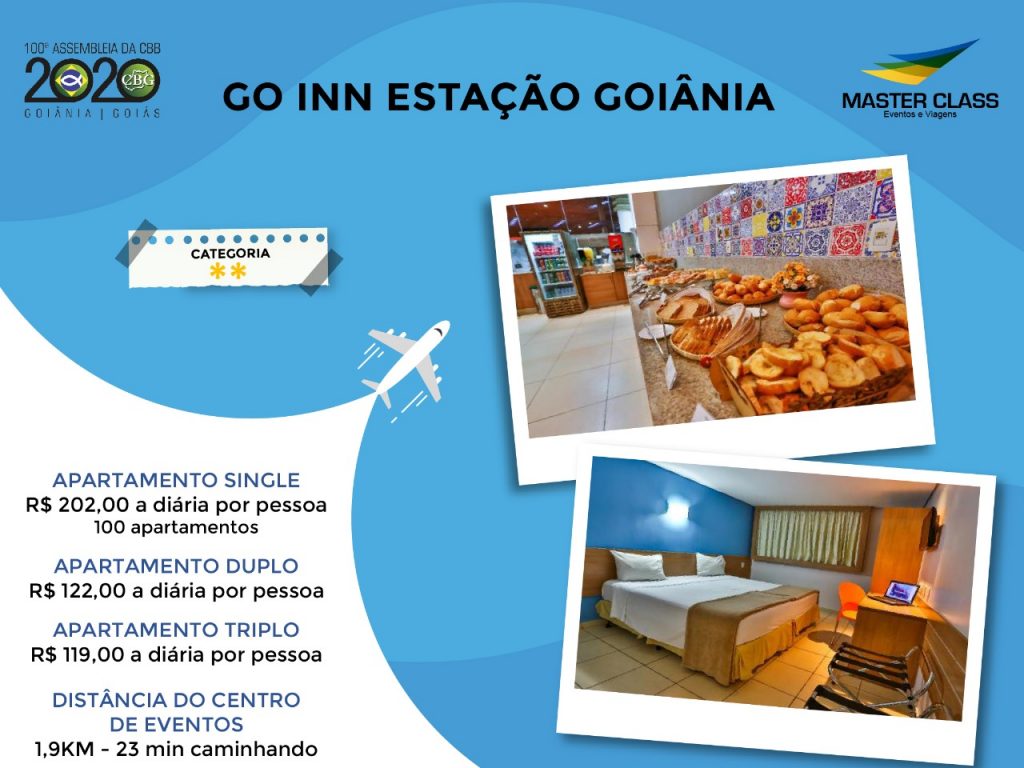 100ª ASSEMBLEIA DA CBB
2020
CBG
GOIÂNIA | GOIÁS
GO INN ESTAÇÃO GOIÂNIA
MASTER CLASS
Eventos e Viagens
CATEGORIA
**
APARTAMENTO SINGLE
R$ 202,00 a diária por pessoa
100 apartamentos
APARTAMENTO DUPLO
R$ 122,00 a diária por pessoa
APARTAMENTO TRIPLO
R$ 119,00 a diária por pessoa
DISTÂNCIA DO CENTRO
DE EVENTOS
1,9KM - 23 min caminhando